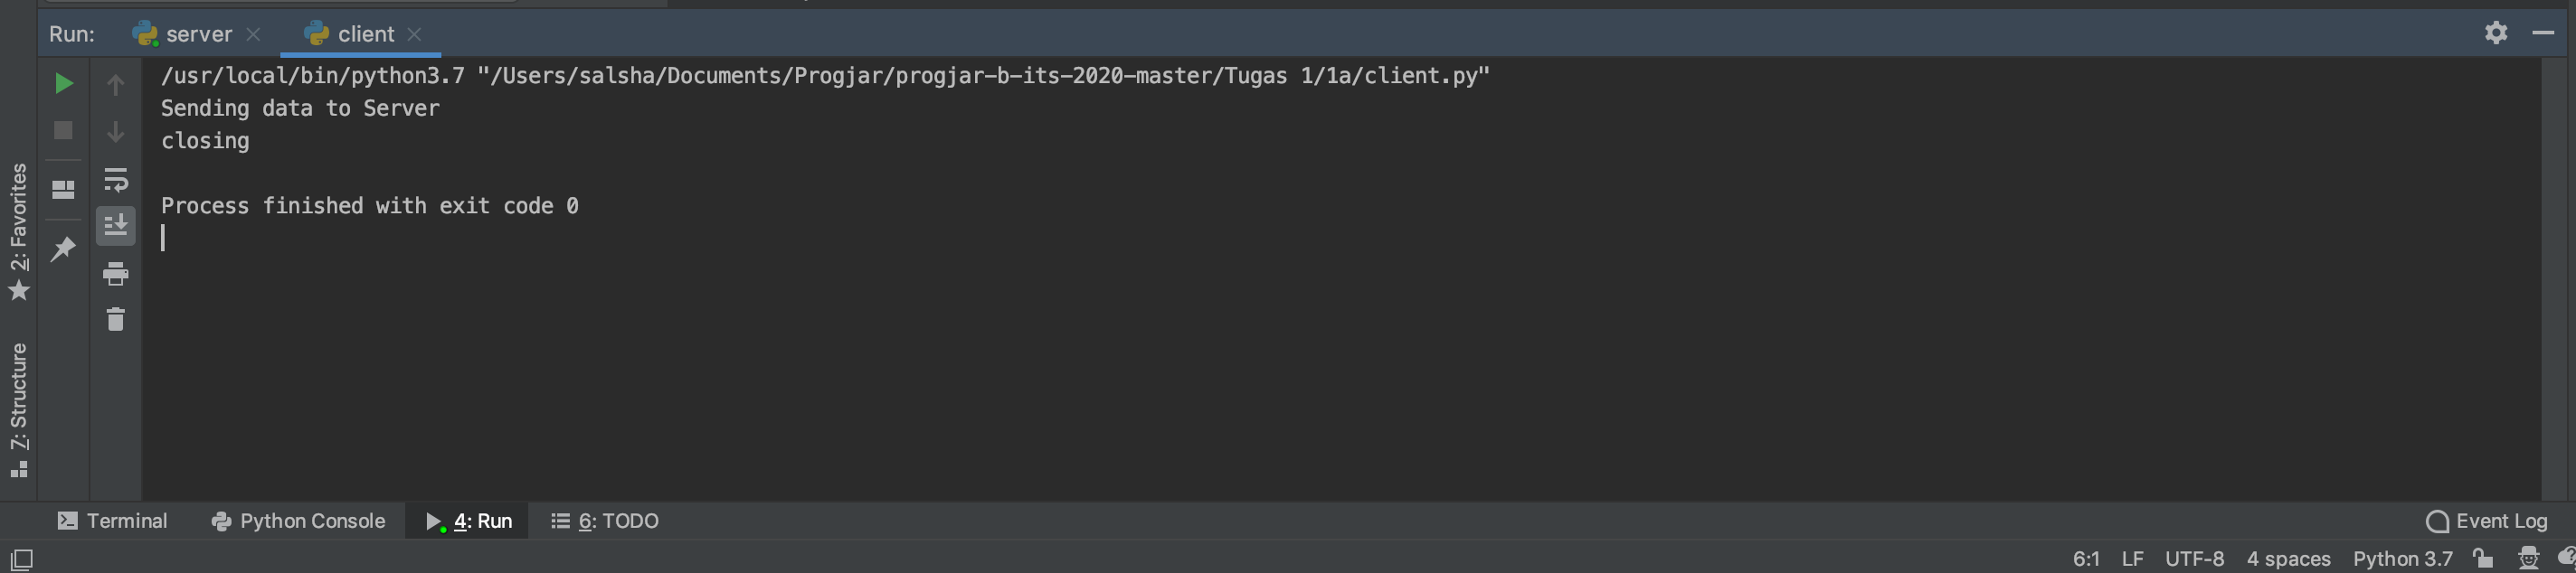 Run: server client
/usr/local/bin/python3.7 "/Users/salsha/Documents/Progjar/progjar-b-its-2020-master/Tugas 1/1a/client.py"
Sending data to Server
closing
Process finished with exit code 0
2: Favorites
7: Structure
Terminal Python Console 4: Run 6: TODO Event Log
6:1 LF UTF-8 4 spaces Python 3.7